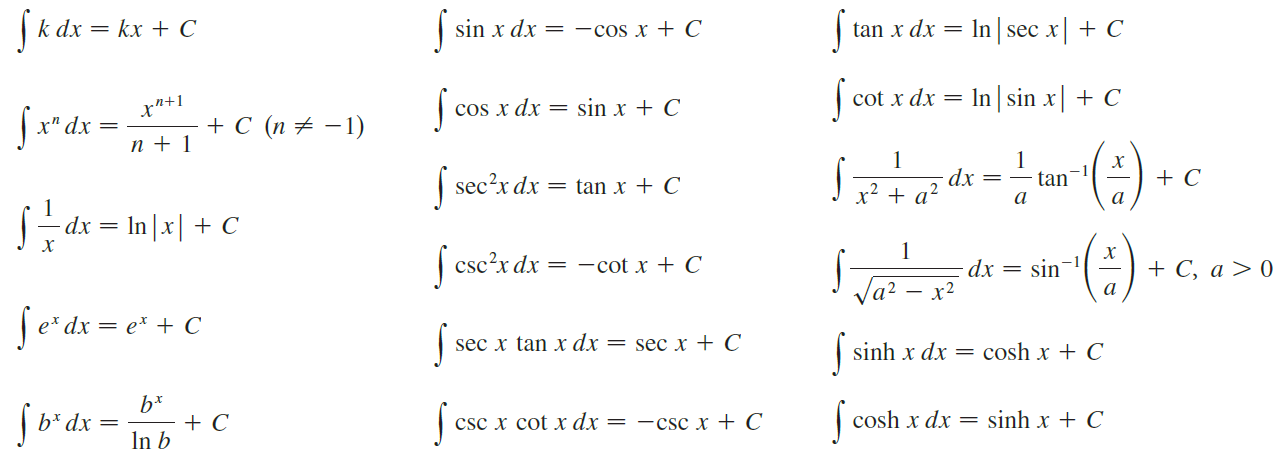 ∫ k dx = kx + C
∫ xⁿ dx = xⁿ⁺¹/(n + 1) + C (n ≠ −1)
∫ 1/x dx = ln|x| + C
∫ eˣ dx = eˣ + C
∫ bˣ dx = bˣ/ln b + C
∫ sin x dx = −cos x + C
∫ cos x dx = sin x + C
∫ sec²x dx = tan x + C
∫ csc²x dx = −cot x + C
∫ sec x tan x dx = sec x + C
∫ csc x cot x dx = −csc x + C
∫ tan x dx = ln|sec x| + C
∫ cot x dx = ln|sin x| + C
∫ 1/(x² + a²) dx = 1/a tan⁻¹(x/a) + C
∫ 1/√(a² − x²) dx = sin⁻¹(x/a) + C, a > 0
∫ sinh x dx = cosh x + C
∫ cosh x dx = sinh x + C